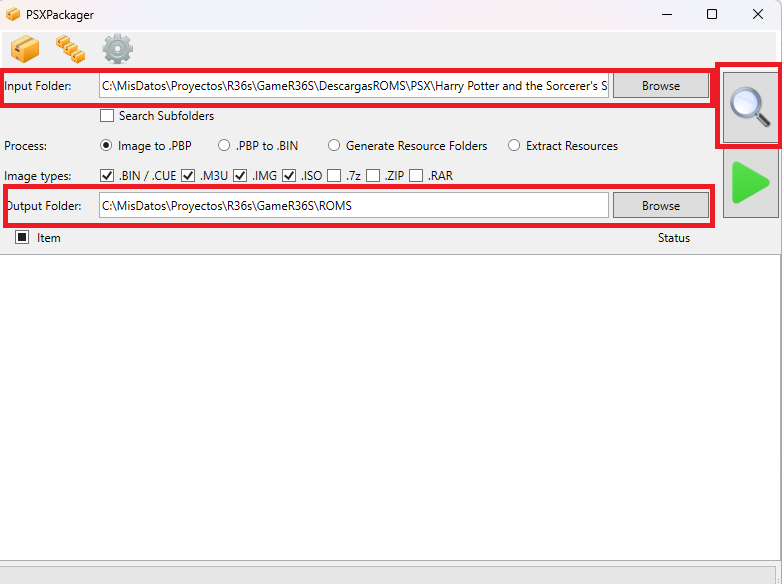 PSXPackager
Input Folder: C:\MisDatos\Proyectos\R36s\GameR36S\DescargasROMS\PSX\Harry Potter and the Sorcerer's S Browse
Search Subfolders
Process: Image to .PBP .PBP to .BIN Generate Resource Folders Extract Resources
Image types: .BIN / .CUE .M3U .IMG .ISO .7z .ZIP .RAR
Output Folder: C:\MisDatos\Proyectos\R36s\GameR36S\ROMS Browse
Item Status